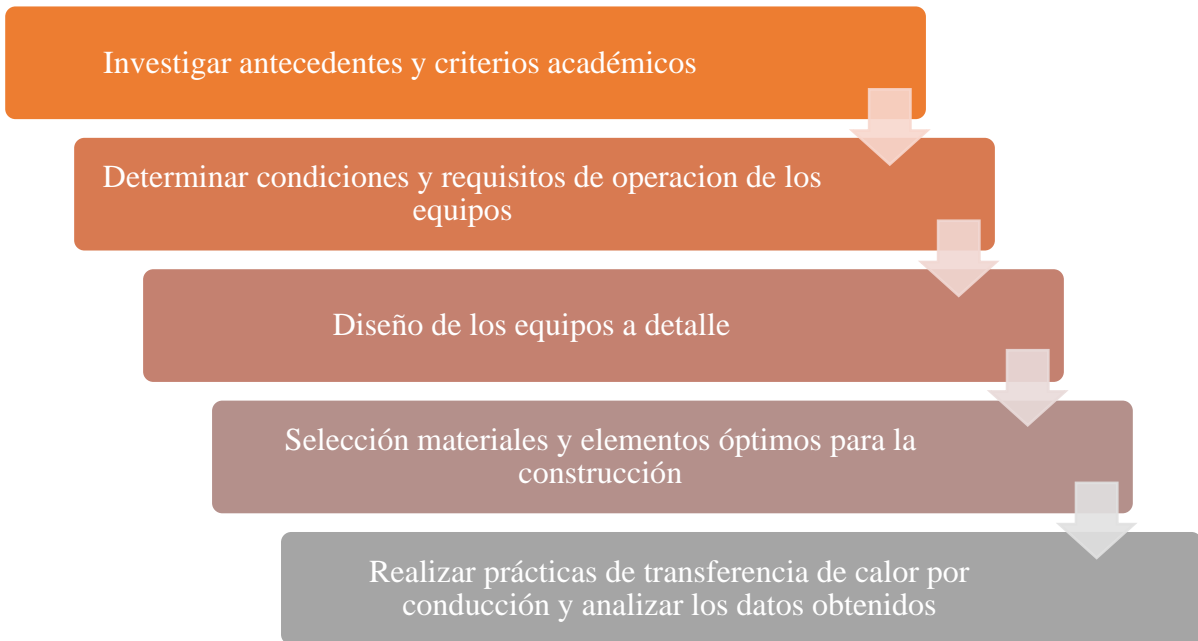 Investigar antecedentes y criterios académicos
Determinar condiciones y requisitos de operacion de los
equipos
Diseño de los equipos a detalle
Selección materiales y elementos óptimos para la
construcción
Realizar prácticas de transferencia de calor por
conducción y analizar los datos obtenidos